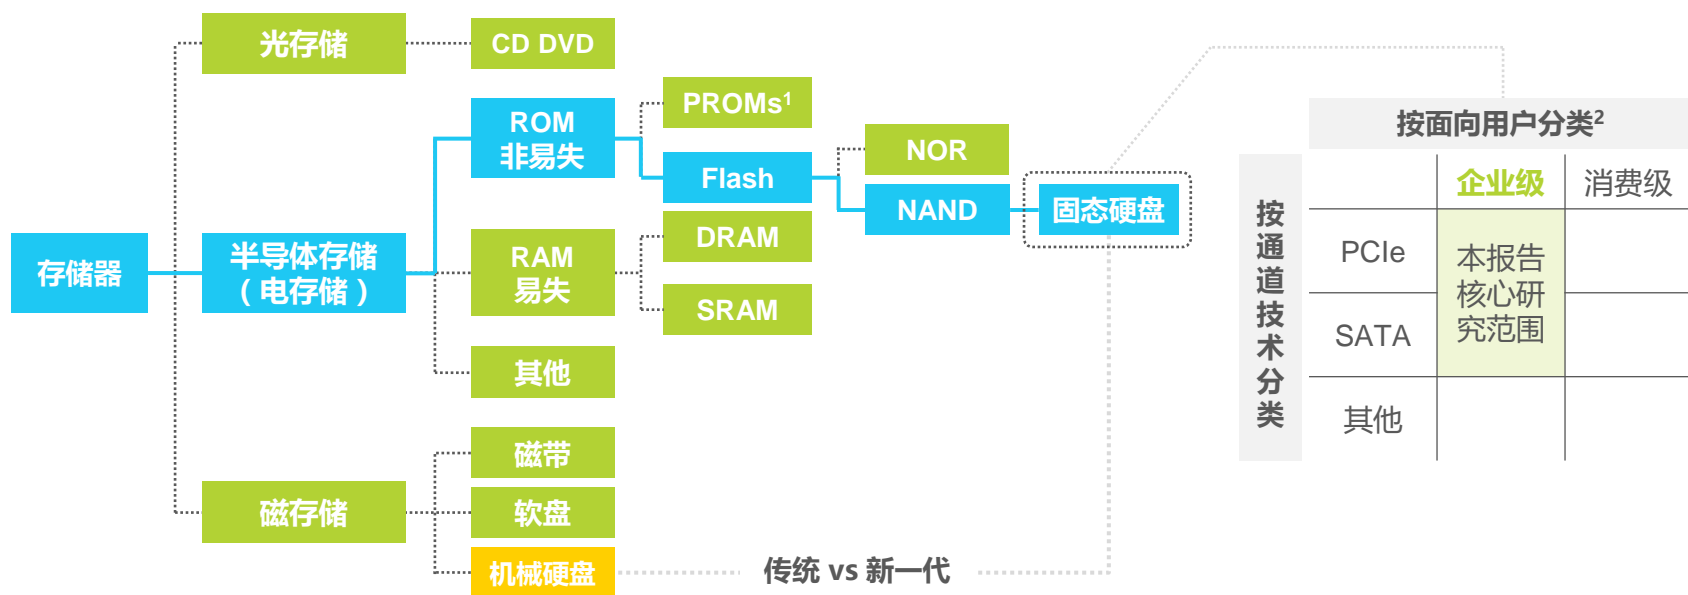 存储器
光存储
半导体存储
（电存储）
磁存储
CD DVD
ROM
非易失
RAM
易失
其他
磁带
软盘
机械硬盘
PROMs¹
Flash
DRAM
SRAM
NOR
NAND
固态硬盘
传统 vs 新一代
按面向用户分类²
按通道技术分类
企业级
消费级
PCIe
SATA
其他
本报告
核心研
究范围